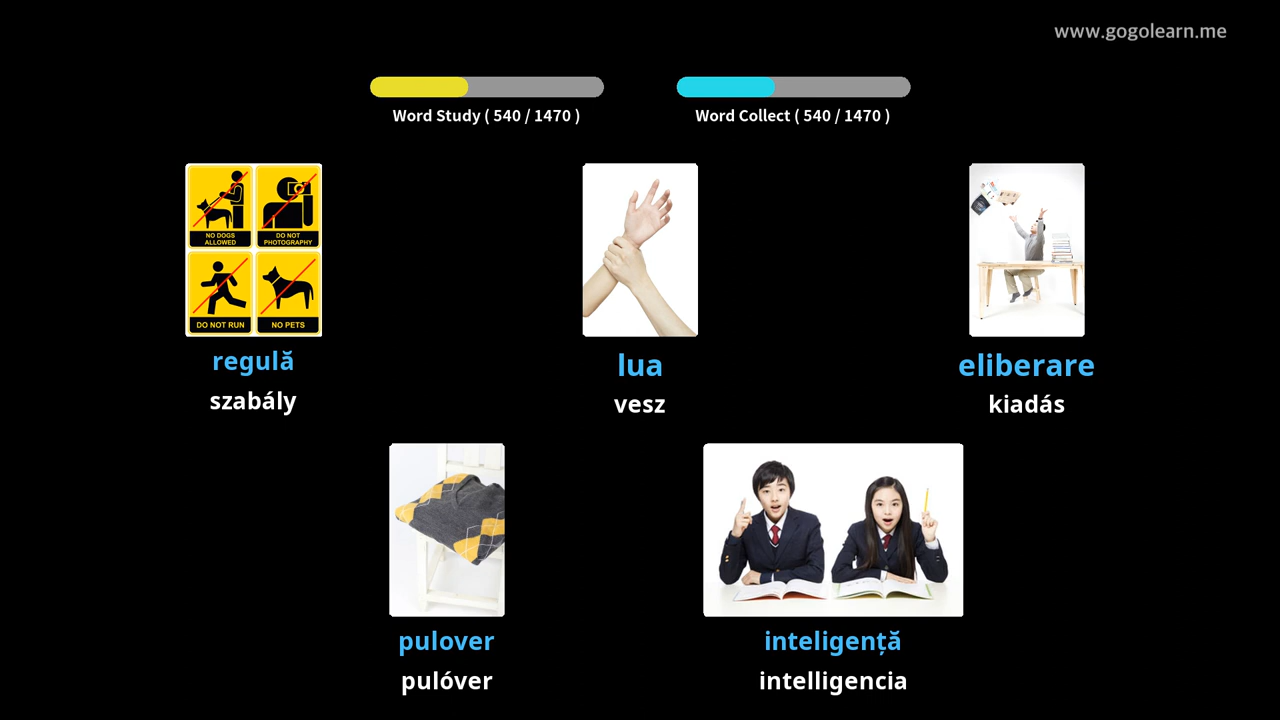 www.gogolearn.me
Word Study ( 540 / 1470 )
Word Collect ( 540 / 1470 )
NO DOGS
ALLOWED
DO NOT
PHOTOGRAPHY
DO NOT RUN
NO PETS
regulă
szabály
lua
vesz
eliberare
kiadás
pulover
pulóver
inteligență
intelligencia